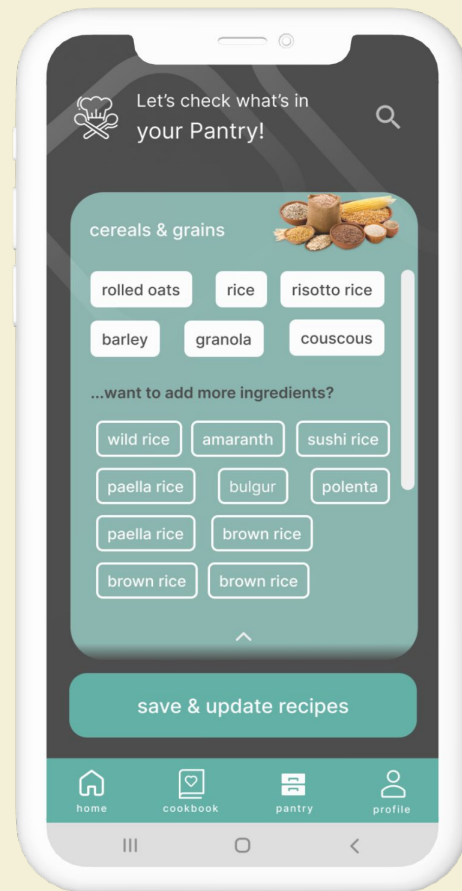 Let's check what's in
your Pantry!
cereals & grains
rolled oats rice risotto rice
barley granola couscous
...want to add more ingredients?
wild rice amaranth sushi rice
paella rice bulgur polenta
paella rice brown rice
brown rice brown rice
save & update recipes
home cookbook pantry profile